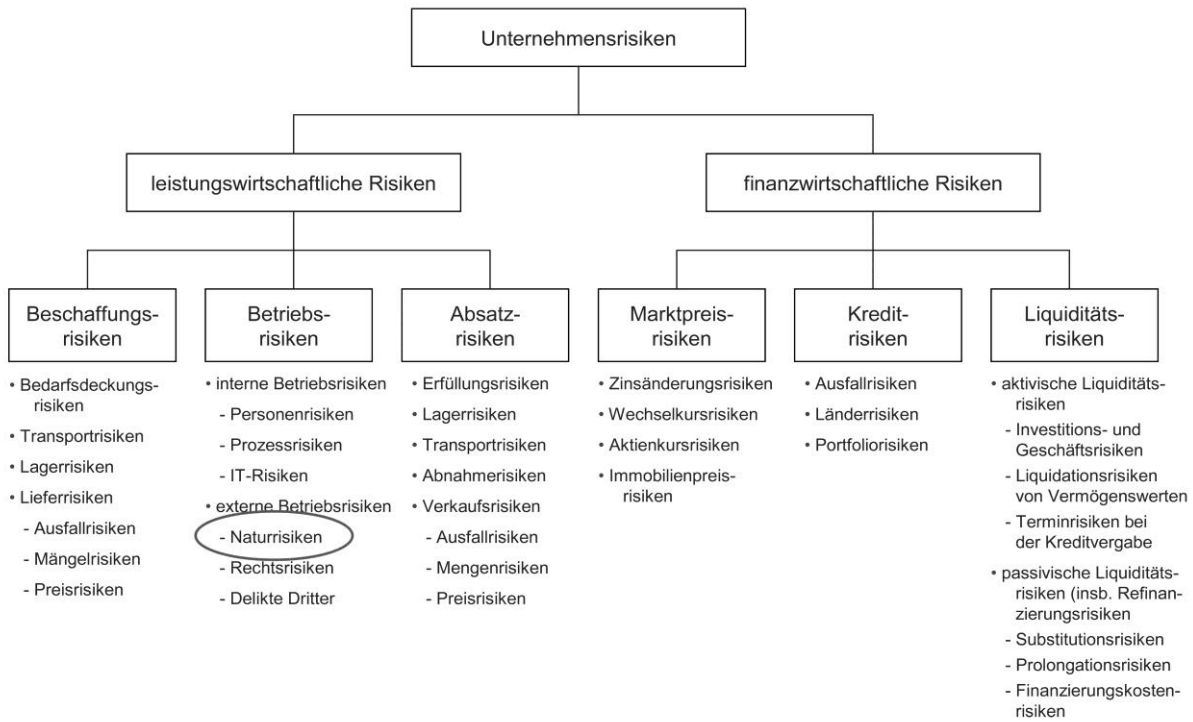 Unternehmensrisiken
leistungswirtschaftliche Risiken
finanzwirtschaftliche Risiken
Beschaffungs-
risiken
Betriebs-
risiken
Absatz-
risiken
Marktpreis-
risiken
Kredit-
risiken
Liquiditäts-
risiken
• Bedarfsdeckungs-
risiken
• Transportrisiken
• Lagerrisiken
• Lieferrisiken
- Ausfallrisiken
- Mängelrisiken
- Preisrisiken
• interne Betriebsrisiken
- Personenrisiken
- Prozessrisiken
- IT-Risiken
• externe Betriebsrisiken
- Naturrisiken
- Rechtsrisiken
- Delikte Dritter
• Erfüllungsrisiken
• Lagerrisiken
• Transportrisiken
• Abnahmerisiken
• Verkaufsrisiken
- Ausfallrisiken
- Mengenrisiken
- Preisrisiken
• Zinsänderungsrisiken
• Wechselkursrisiken
• Aktienkursrisiken
• Immobilienpreis-
risiken
• Ausfallrisiken
• Länderrisiken
• Portfoliorisiken
• aktivische Liquiditäts-
risiken
- Investitions- und
Geschäftsrisiken
- Liquidationsrisiken
von Vermögenswerten
- Terminrisiken bei
der Kreditvergabe
• passivische Liquiditäts-
risiken (insb. Refinan-
zierungsrisiken
- Substitutionsrisiken
- Prolongationsrisiken
- Finanzierungskosten-
risiken